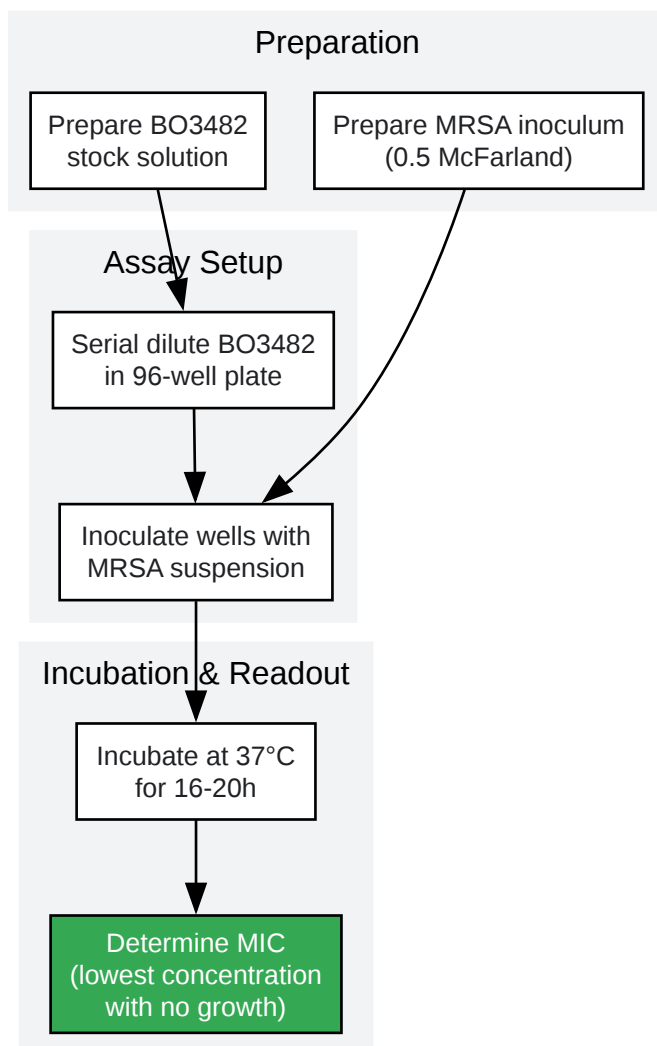 Preparation
Prepare BO3482
stock solution
Prepare MRSA inoculum
(0.5 McFarland)
Assay Setup
Serial dilute BO3482
in 96-well plate
Inoculate wells with
MRSA suspension
Incubation & Readout
Incubate at 37°C
for 16-20h
Determine MIC
(lowest concentration
with no growth)